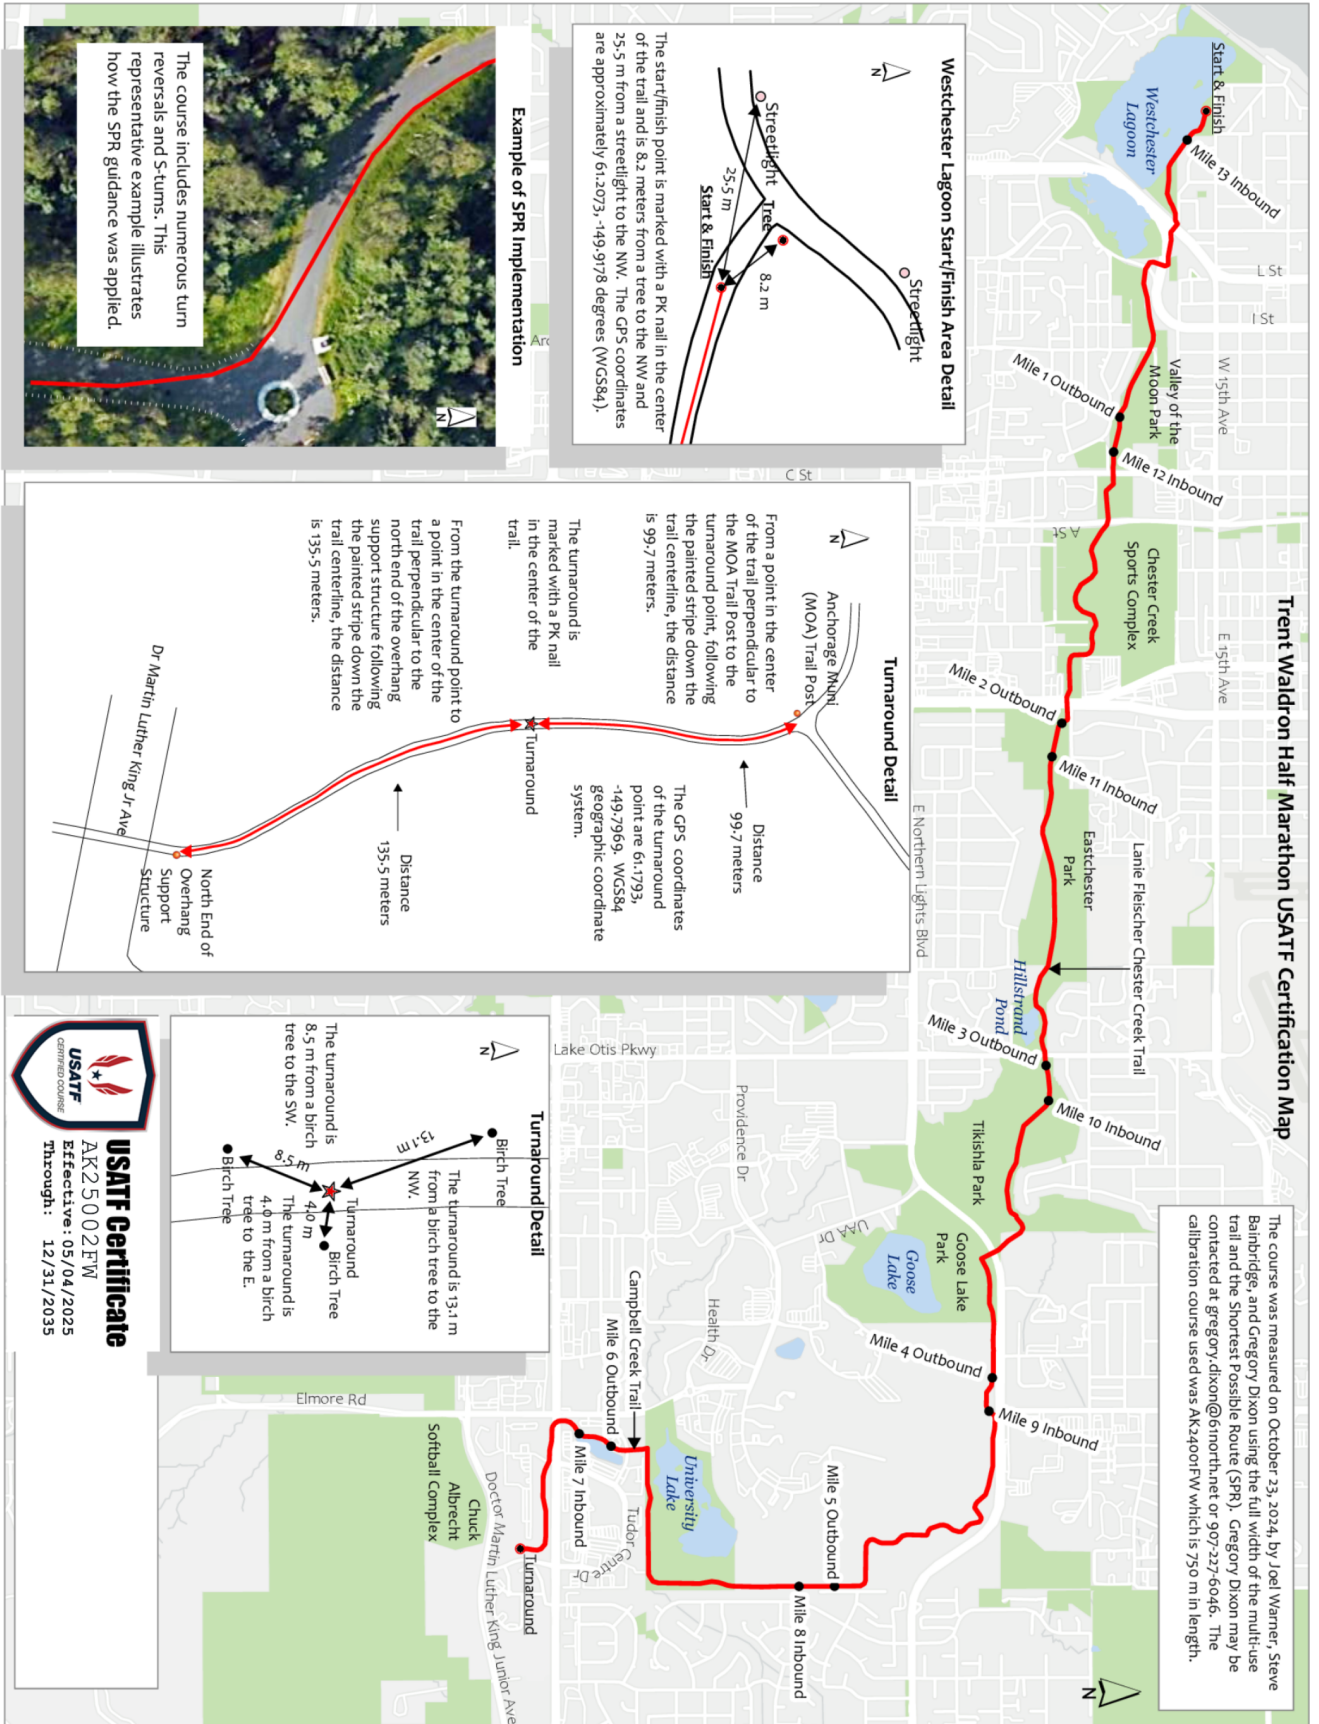 Trent Waldron Half Marathon USATF Certification Map
The course was measured on October 23, 2024, by Joel Warner, Steve
Bainbridge, and Gregory Dixon using the full width of the multi-use
trail and the Shortest Possible Route (SPR). Gregory Dixon may be
contacted at gregory.dixon@61north.net or 907-227-6046. The
calibration course used was AK24001FW which is 750 m in length.
N
Start & Finish
Westchester
Lagoon
Mile 13 Inbound
L St
I St
W 15th Ave
Valley of the
Moon Park
Mile 1 Outbound
Mile 12 Inbound
C St
A St
Chester Creek
Sports Complex
E 15th Ave
Mile 2 Outbound
Mile 11 Inbound
Eastchester
Park
Lanie Fleischer Chester Creek Trail
Hillstrand
Pond
Mile 3 Outbound
Mile 10 Inbound
E Northern Lights Blvd
Lake Otis Pkwy
Tikishla Park
Providence Dr
UAA Dr
Goose Lake
Park
Goose
Lake
Mile 4 Outbound
Mile 9 Inbound
Health Dr
Mile 5 Outbound
Mile 8 Inbound
University
Lake
Campbell Creek Trail
Mile 6 Outbound
Mile 7 Inbound
Tudor Centre Dr
Elmore Rd
Turnaround
Chuck
Albrecht
Softball Complex
Doctor Martin Luther King Junior Ave
Westchester Lagoon Start/Finish Area Detail
N
Streetlight
Streetlight
Tree
25.5 m
8.2 m
Start & Finish
The start/finish point is marked with a PK nail in the center
of the trail and is 8.2 meters from a tree to the NW and
25.5 m from a streetlight to the NW. The GPS coordinates
are approximately 61.2073, -149.9178 degrees (WGS84).
Example of SPR Implementation
N
The course includes numerous turn
reversals and S-turns. This
representative example illustrates
how the SPR guidance was applied.
Turnaround Detail
N
Anchorage Muni
(MOA) Trail Post
From a point in the center
of the trail perpendicular to
the MOA Trail Post to the
turnaround point, following
the painted stripe down the
trail centerline, the distance
is 99.7 meters.
Distance
99.7 meters
The GPS coordinates
of the turnaround
point are 61.1793,
-149.7969. WGS84
geographic coordinate
system.
The turnaround is
marked with a PK nail
in the center of the
trail.
Turnaround
From the turnaround point to
a point in the center of the
trail perpendicular to the
north end of the overhang
support structure following
the painted stripe down the
trail centerline, the distance
is 135.5 meters.
Distance
135.5 meters
Dr Martin Luther King Jr Ave
North End of
Overhang
Support
Structure
Turnaround Detail
N
Birch Tree
13.1 m
The turnaround is 13.1 m
from a birch tree to the
NW.
The turnaround is
8.5 m from a birch
tree to the SW.
8.5 m
Turnaround
4.0 m
Birch Tree
The turnaround is
4.0 m from a birch
tree to the E.
Birch Tree
USATF
CERTIFIED COURSE
USATF Certificate
AK25002FW
Effective: 05/04/2025
Through: 12/31/2035